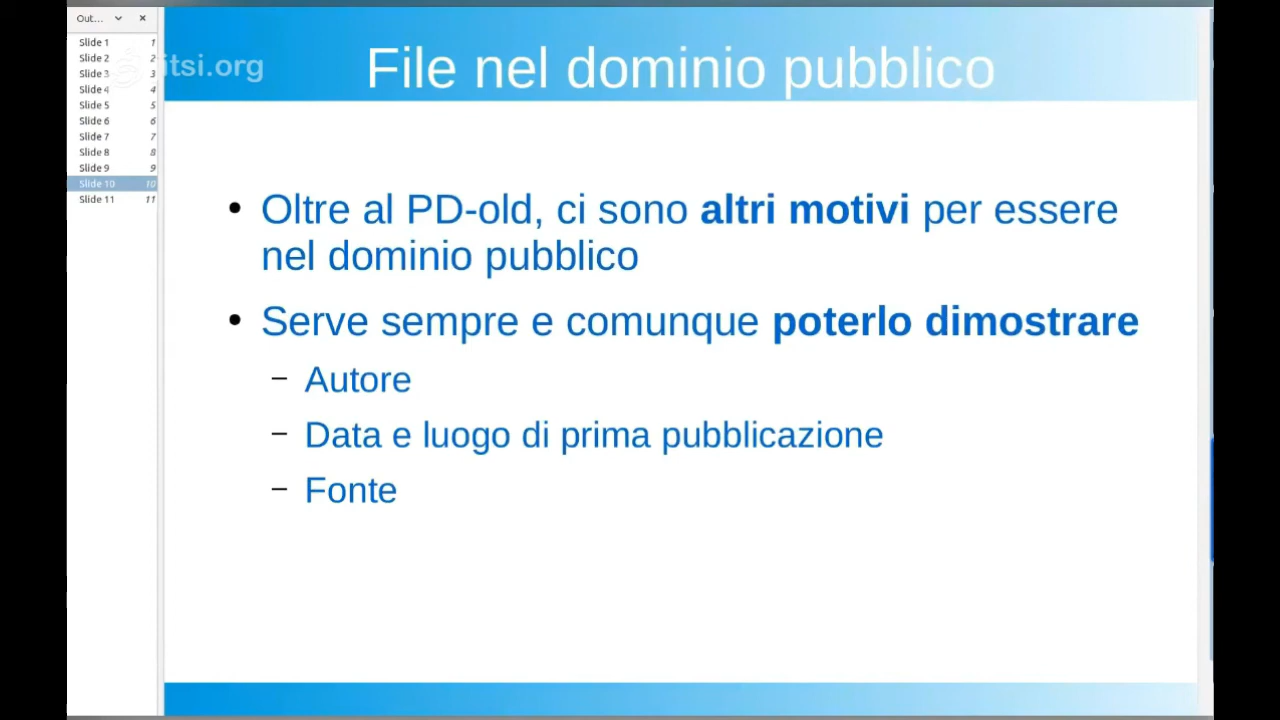 Out...
Slide 1 1
Slide 2 2
Slide 3 3
Slide 4 4
Slide 5 5
Slide 6 6
Slide 7 7
Slide 8 8
Slide 9 9
Slide 10 10
Slide 11 11
itsi.org
File nel dominio pubblico
• Oltre al PD-old, ci sono altri motivi per essere
nel dominio pubblico
• Serve sempre e comunque poterlo dimostrare
– Autore
– Data e luogo di prima pubblicazione
– Fonte